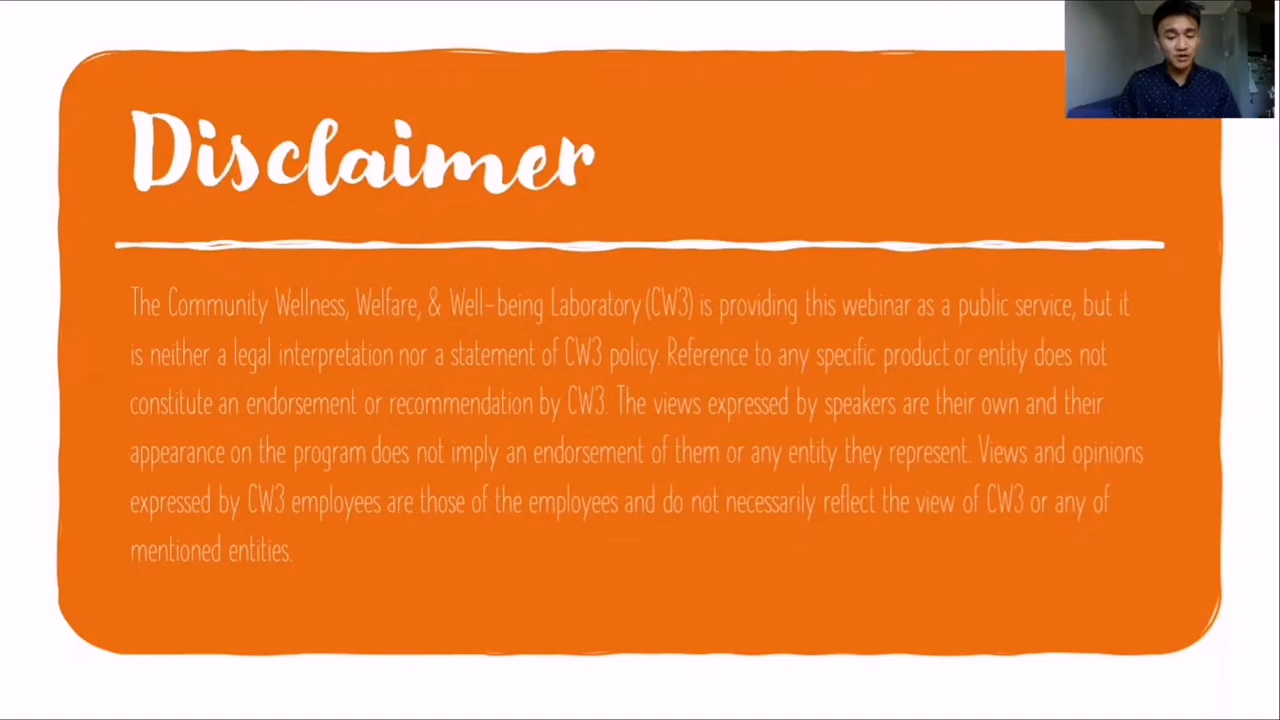 Disclaimer
The Community Wellness, Welfare, & Well-being Laboratory (CW3) is providing this webinar as a public service, but it
is neither a legal interpretation nor a statement of CW3 policy. Reference to any specific product or entity does not
constitute an endorsement or recommendation by CW3. The views expressed by speakers are their own and their
appearance on the program does not imply an endorsement of them or any entity they represent. Views and opinions
expressed by CW3 employees are those of the employees and do not necessarily reflect the view of CW3 or any of
mentioned entities.